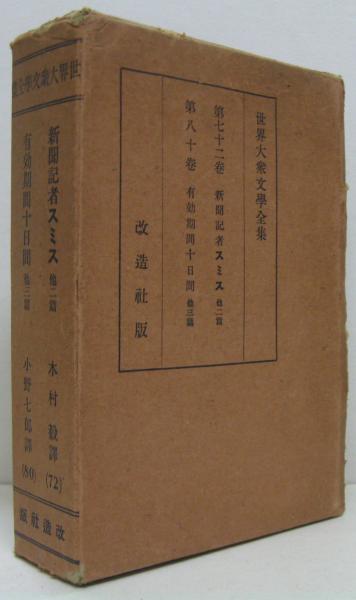 世界大衆文學全集
第七十二卷 新聞記者スミス 他二篇
第八十卷 有効期間十日間 他三篇
改造社版
世界大衆文學全集
新聞記者スミス 他二篇 木村毅譯 (72)
有効期間十日間 他三篇 小野七郎譯 (80)
改造社版